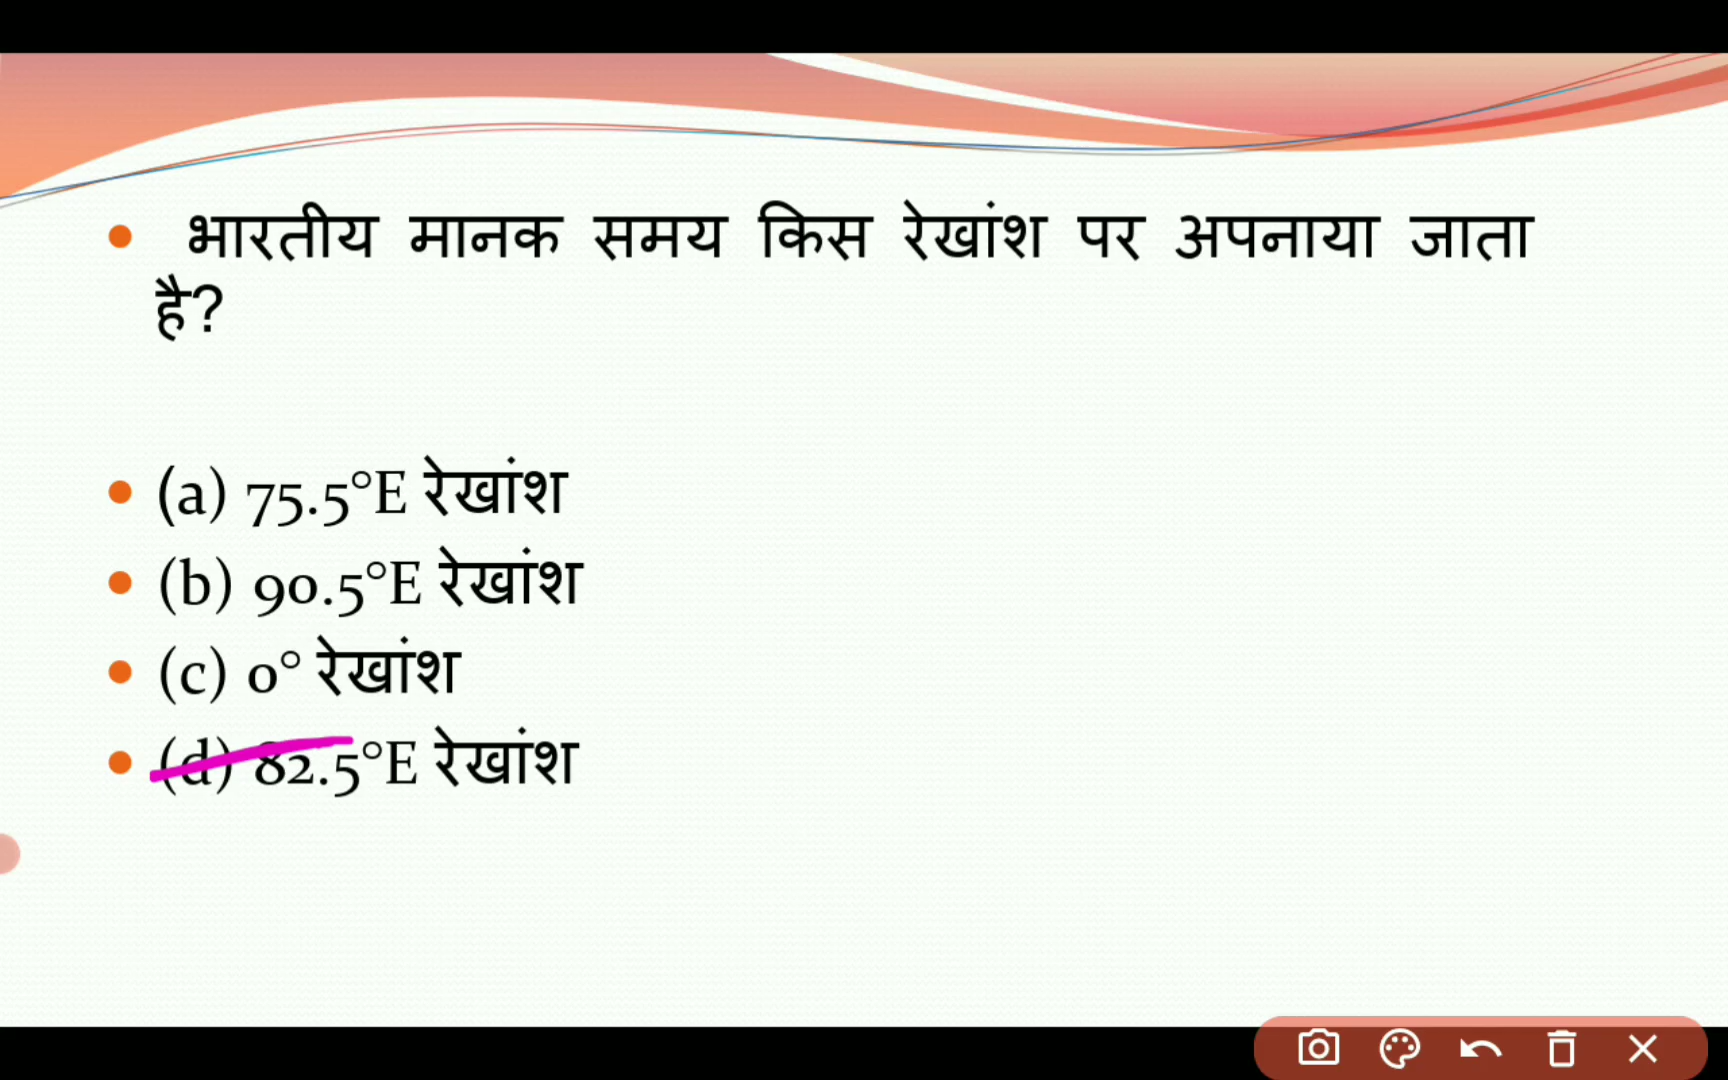 भारतीय मानक समय किस रेखांश पर अपनाया जाता
है?
(a) 75.5°E रेखांश
(b) 90.5°E रेखांश
(c) 0° रेखांश
(d) 82.5°E रेखांश